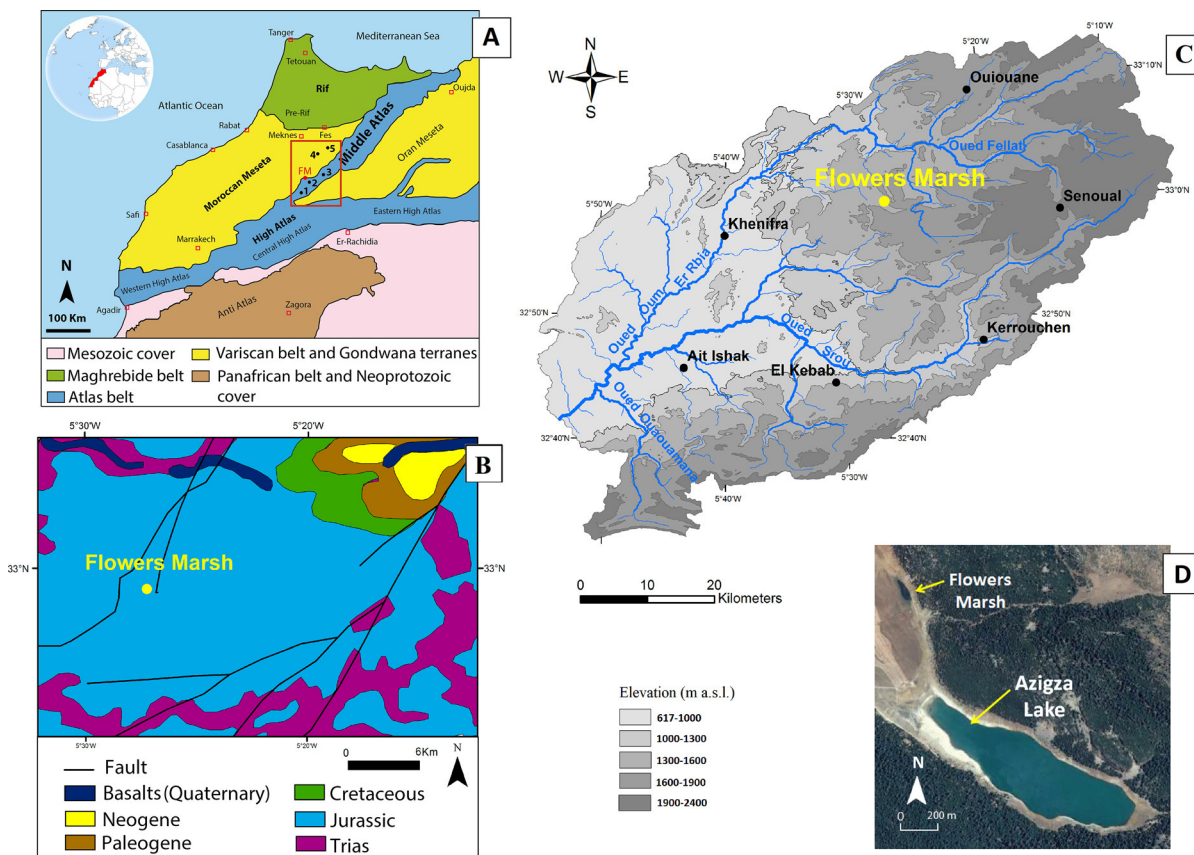 A
Tanger
Mediterranean Sea
Tetouan
Rif
Atlantic Ocean
Pre-Rif
Oujda
Rabat
Meknes
Fes
Casablanca
Middle Atlas
Oran Meseta
4
5
FM
3
2
1
Moroccan Meseta
Safi
High Atlas
Eastern High Atlas
Marrakech
Central High Atlas
Er-Rachidia
N
Western High Atlas
Anti Atlas
Zagora
Agadir
100 Km
Mesozoic cover
Variscan belt and Gondwana terranes
Maghrebide belt
Panafrican belt and Neoprotozoic
cover
Atlas belt
B
5°30'W
5°20'W
33°N
33°N
Flowers Marsh
5°30'W
5°20'W
0
6Km
N
Fault
Basalts (Quaternary)
Cretaceous
Neogene
Jurassic
Paleogene
Trias
C
N
W
E
S
5°10'W
5°20'W
33°10'N
Ouiouane
5°30'W
Oued Fellat
5°40'W
Flowers Marsh
33°0'N
Senoual
5°50'W
Khenifra
Oued Oum Er Rbia
32°50'N
32°50'N
Oued Srou
Kerrouchen
Ait Ishak
El Kebab
32°40'N
Oued Ouaoumana
32°40'N
5°30'W
5°40'W
0
10
20
Kilometers
Elevation (m a.s.l.)
617-1000
1000-1300
1300-1600
1600-1900
1900-2400
D
Flowers
Marsh
Azigza
Lake
N
0
200 m